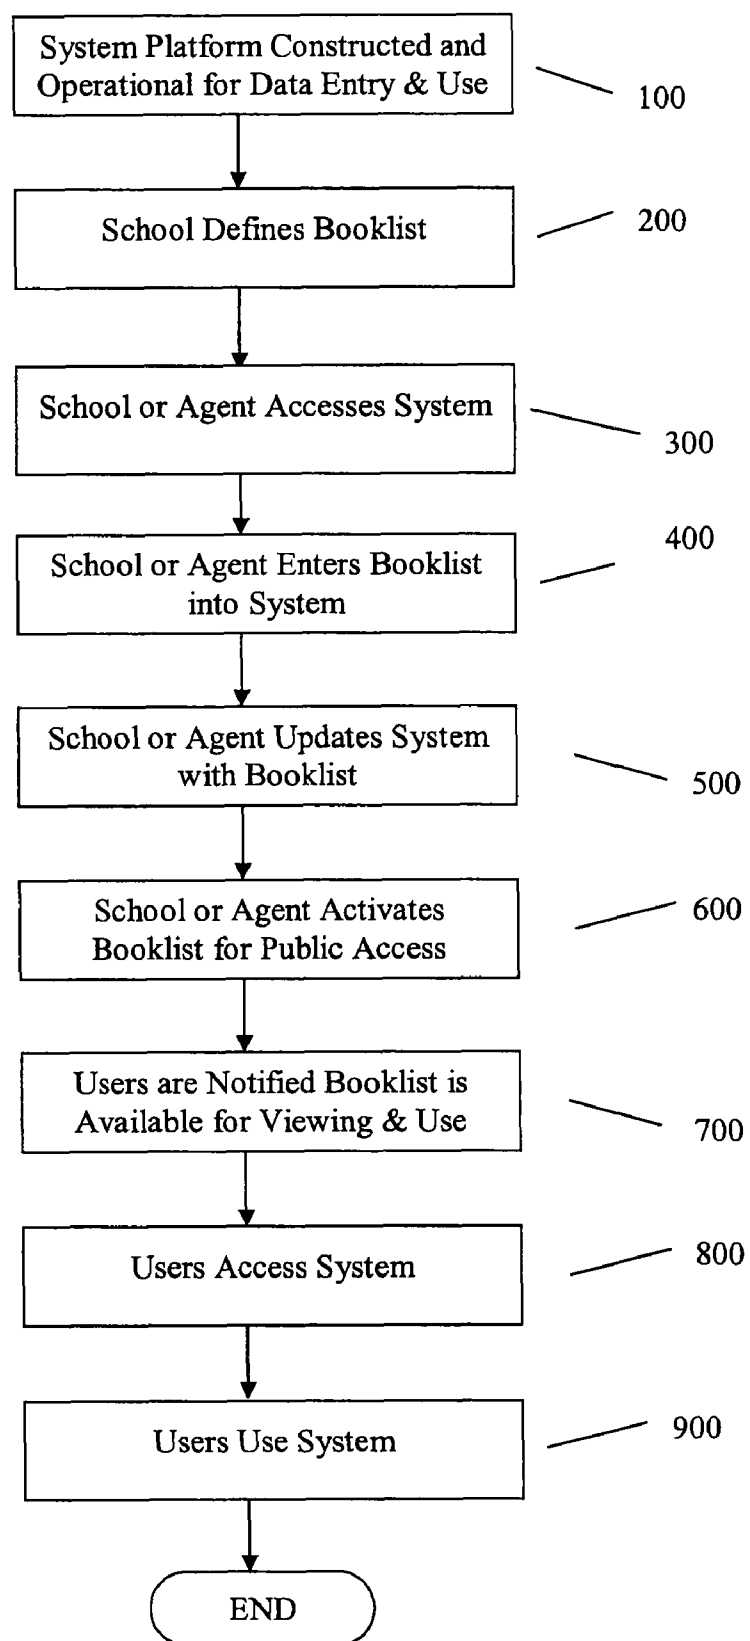 System Platform Constructed and
Operational for Data Entry & Use
100
School Defines Booklist
200
School or Agent Accesses System
300
School or Agent Enters Booklist
into System
400
School or Agent Updates System
with Booklist
500
School or Agent Activates
Booklist for Public Access
600
Users are Notified Booklist is
Available for Viewing & Use
700
Users Access System
800
Users Use System
900
END